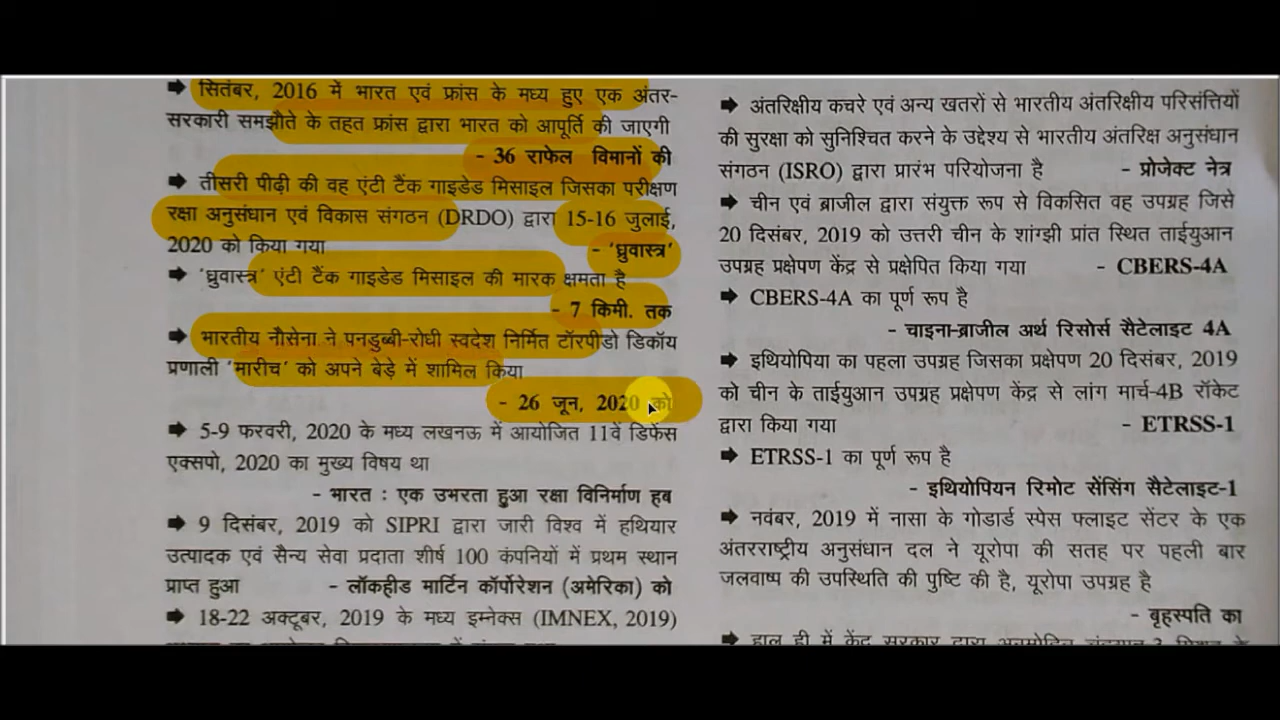 ➡ सितंबर, 2016 में भारत एवं फ्रांस के मध्य हुए एक अंतर-
सरकारी समझौते के तहत फ्रांस द्वारा भारत को आपूर्ति की जाएगी
- 36 राफेल विमानों की
➡ तीसरी पीढ़ी की वह एंटी टैंक गाइडेड मिसाइल जिसका परीक्षण
रक्षा अनुसंधान एवं विकास संगठन (DRDO) द्वारा 15-16 जुलाई,
2020 को किया गया - 'ध्रुवास्त्र'
➡ 'ध्रुवास्त्र' एंटी टैंक गाइडेड मिसाइल की मारक क्षमता है
- 7 किमी. तक
➡ भारतीय नौसेना ने पनडुब्बी-रोधी स्वदेश निर्मित टॉरपीडो डिकॉय
प्रणाली 'मारीच' को अपने बेड़े में शामिल किया
- 26 जून, 2020 को
➡ 5-9 फरवरी, 2020 के मध्य लखनऊ में आयोजित 11वें डिफेंस
एक्सपो, 2020 का मुख्य विषय था
- भारत : एक उभरता हुआ रक्षा विनिर्माण हब
➡ 9 दिसंबर, 2019 को SIPRI द्वारा जारी विश्व में हथियार
उत्पादक एवं सैन्य सेवा प्रदाता शीर्ष 100 कंपनियों में प्रथम स्थान
प्राप्त हुआ - लॉकहीड मार्टिन कॉर्पोरेशन (अमेरिका) को
➡ 18-22 अक्टूबर, 2019 के मध्य इम्नेक्स (IMNEX, 2019)
➡ अंतरिक्षीय कचरे एवं अन्य खतरों से भारतीय अंतरिक्षीय परिसंत्तियों
की सुरक्षा को सुनिश्चित करने के उद्देश्य से भारतीय अंतरिक्ष अनुसंधान
संगठन (ISRO) द्वारा प्रारंभ परियोजना है - प्रोजेक्ट नेत्र
➡ चीन एवं ब्राजील द्वारा संयुक्त रूप से विकसित वह उपग्रह जिसे
20 दिसंबर, 2019 को उत्तरी चीन के शांग्झी प्रांत स्थित ताईयुआन
उपग्रह प्रक्षेपण केंद्र से प्रक्षेपित किया गया - CBERS-4A
➡ CBERS-4A का पूर्ण रूप है
- चाइना-ब्राजील अर्थ रिसोर्स सैटेलाइट 4A
➡ इथियोपिया का पहला उपग्रह जिसका प्रक्षेपण 20 दिसंबर, 2019
को चीन के ताईयुआन उपग्रह प्रक्षेपण केंद्र से लांग मार्च-4B रॉकेट
द्वारा किया गया - ETRSS-1
➡ ETRSS-1 का पूर्ण रूप है
- इथियोपियन रिमोट सेंसिंग सैटेलाइट-1
➡ नवंबर, 2019 में नासा के गोडार्ड स्पेस फ्लाइट सेंटर के एक
अंतरराष्ट्रीय अनुसंधान दल ने यूरोपा की सतह पर पहली बार
जलवाष्प की उपस्थिति की पुष्टि की है, यूरोपा उपग्रह है
- बृहस्पति का
➡ हाल ही में केंद्र सरकार द्वारा अनुमोदित चंद्रयान-3 मिशन के